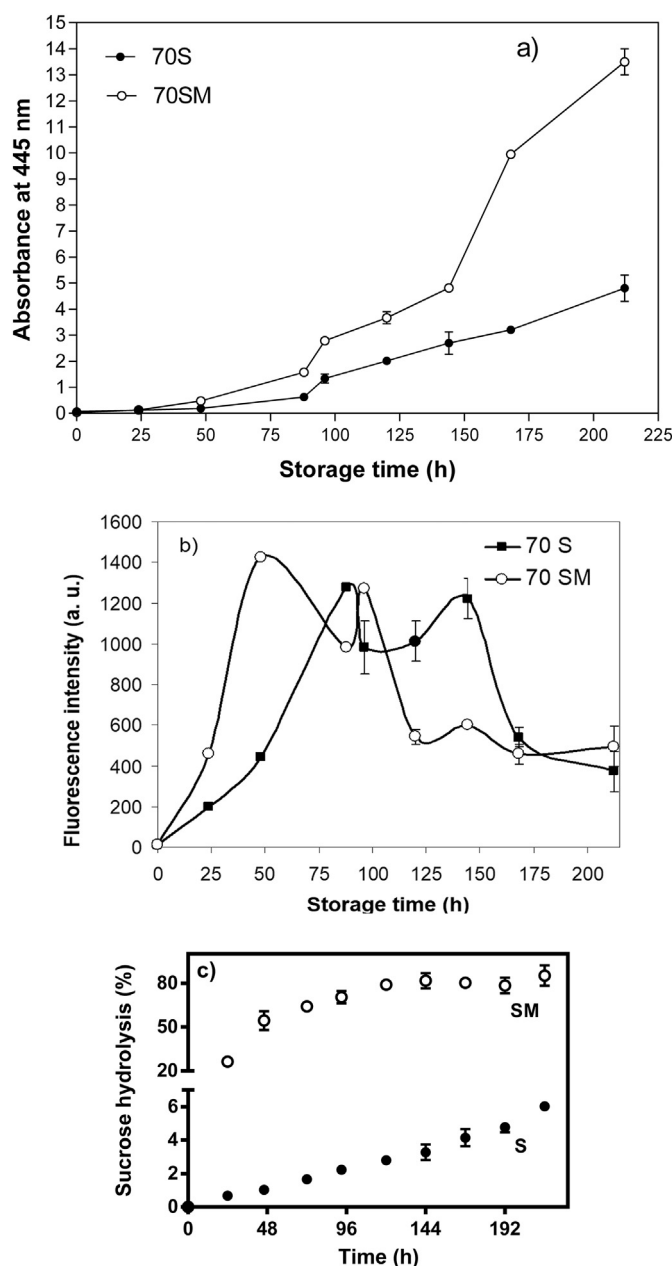 a)
70S
70SM
Absorbance at 445 nm
15
14
13
12
11
10
9
8
7
6
5
4
3
2
1
0
0 25 50 75 100 125 150 175 200 225
Storage time (h)
b)
70 S
70 SM
Fluorescence intensity (a. u.)
1600
1400
1200
1000
800
600
400
200
0
0 25 50 75 100 125 150 175 200
Storage time (h)
c)
Sucrose hydrolysis (%)
80
50
20
6
4
2
0
SM
S
0 48 96 144 192
Time (h)